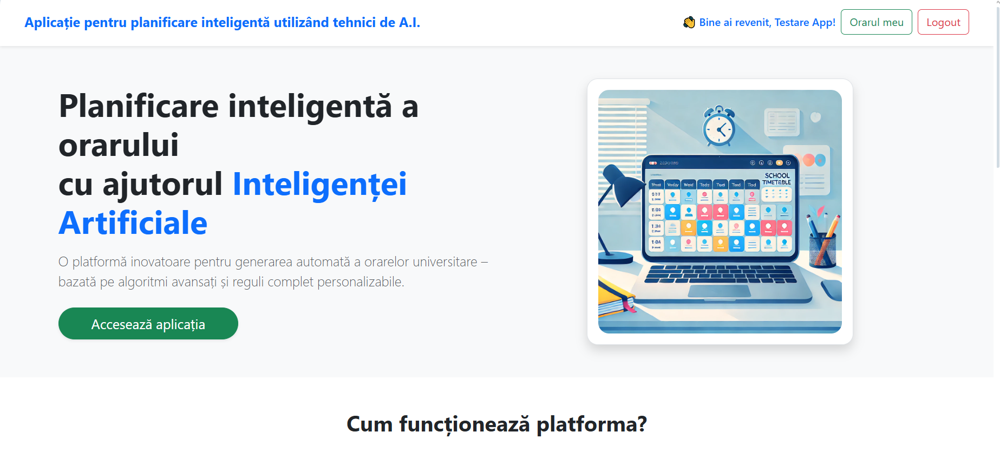 Aplicație pentru planificare inteligentă utilizând tehnici de A.I.
Bine ai revenit, Testare App!
Orarul meu
Logout
Planificare inteligentă a
orarului
cu ajutorul Inteligenței
Artificiale
O platformă inovatoare pentru generarea automată a orarelor universitare –
bazată pe algoritmi avansați și reguli complet personalizabile.
Accesează aplicația
SCHOOL
Cum funcționează platforma?